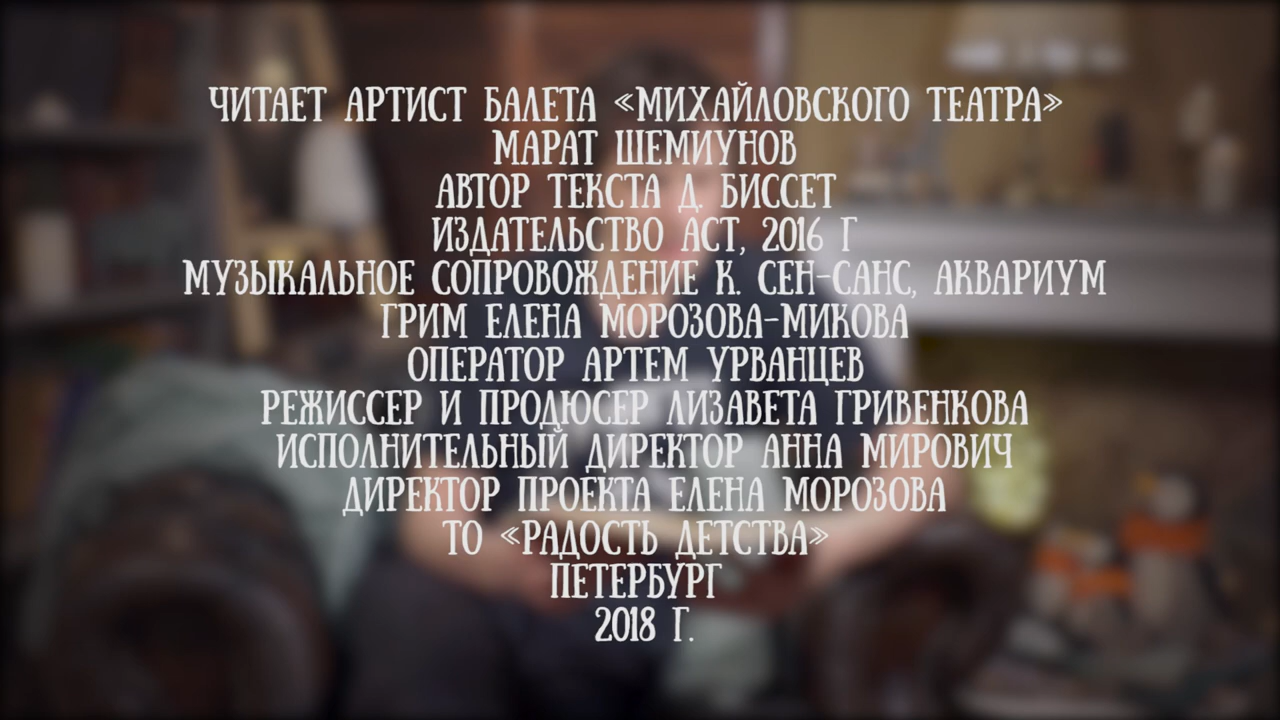 ЧИТАЕТ АРТИСТ БАЛЕТА «МИХАЙЛОВСКОГО ТЕАТРА»
МАРАТ ШЕМИУНОВ
АВТОР ТЕКСТА Д. БИССЕТ
ИЗДАТЕЛЬСТВО АСТ, 2016 Г
МУЗЫКАЛЬНОЕ СОПРОВОЖДЕНИЕ К. СЕН-САНС, АКВАРИУМ
ГРИМ ЕЛЕНА МОРОЗОВА-МИКОВА
ОПЕРАТОР АРТЕМ УРВАНЦЕВ
РЕЖИССЕР И ПРОДЮСЕР ЛИЗАВЕТА ГРИВЕНКОВА
ИСПОЛНИТЕЛЬНЫЙ ДИРЕКТОР АННА МИРОВИЧ
ДИРЕКТОР ПРОЕКТА ЕЛЕНА МОРОЗОВА
ТО «РАДОСТЬ ДЕТСТВА»
ПЕТЕРБУРГ
2018 Г.